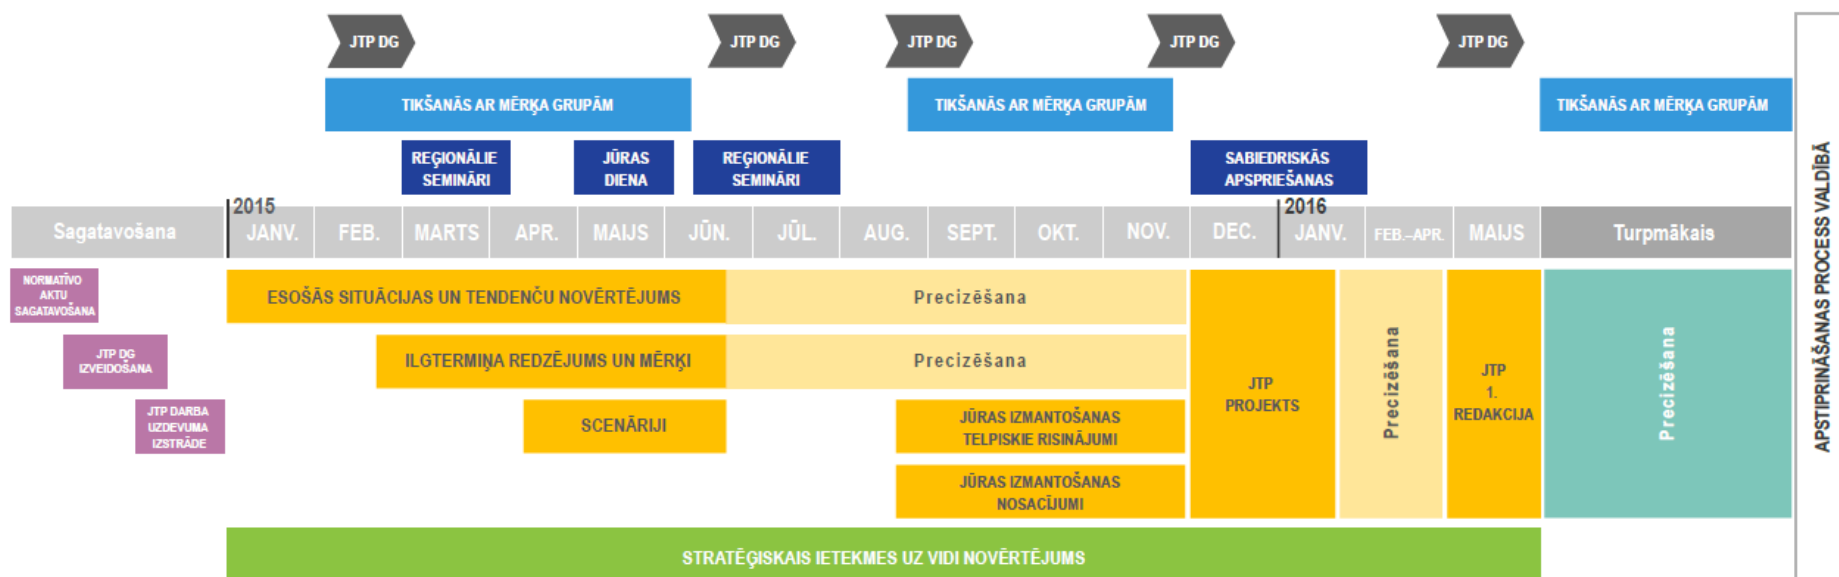 JTP DG
JTP DG
JTP DG
JTP DG
JTP DG
TIKŠANĀS AR MĒRĶA GRUPĀM
TIKŠANĀS AR MĒRĶA GRUPĀM
TIKŠANĀS AR MĒRĶA GRUPĀM
REĢIONĀLIE
SEMINĀRI
JŪRAS
DIENA
REĢIONĀLIE
SEMINĀRI
SABIEDRISKĀS
APSPRIEŠANAS
2015
2016
Sagatavošana
JANV.
FEB.
MARTS
APR.
MAIJS
JŪN.
JŪL.
AUG.
SEPT.
OKT.
NOV.
DEC.
JANV.
FEB.–APR.
MAIJS
Turpmākais
NORMATĪVO
AKTU
SAGATAVOŠANA
JTP DG
IZVEIDOŠANA
JTP DARBA
UZDEVUMA
IZSTRĀDE
ESOŠĀS SITUĀCIJAS UN TENDENČU NOVĒRTĒJUMS
Precizēšana
ILGTERMIŅA REDZĒJUMS UN MĒRĶI
Precizēšana
SCENĀRIJI
JŪRAS IZMANTOŠANAS
TELPISKIE RISINĀJUMI
JŪRAS IZMANTOŠANAS
NOSACĪJUMI
JTP
PROJEKTS
Precizēšana
JTP
1.
REDAKCIJA
Precizēšana
STRATĒĢISKAIS IETEKMES UZ VIDI NOVĒRTĒJUMS
APSTIPRINĀŠANAS PROCESS VALDĪBĀ